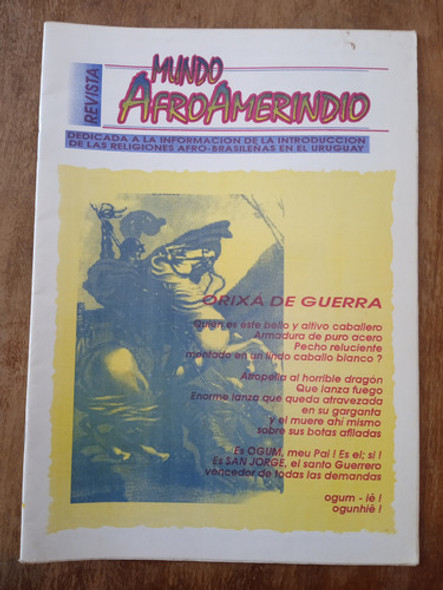 REVISTA
MUNDO
AFROAMERINDIO
DEDICADA A LA INFORMACION DE LA INTRODUCCION
DE LAS RELIGIONES AFRO-BRASILEÑAS EN EL URUGUAY
ORIXÁ DE GUERRA
Quién es este bello y altivo caballero
Armadura de puro acero
Pecho reluciente
montado en un lindo caballo blanco ?
Atropella al horrible dragón
Que lanza fuego
Enorme lanza que queda atravezada
en su garganta
y el muere ahí mismo
sobre sus botas afiladas
Es OGUM, meu Pai ! Es el; si !
Es SAN JORGE, el santo Guerrero
vencedor de todas las demandas
ogum - iê !
ogunhiê !